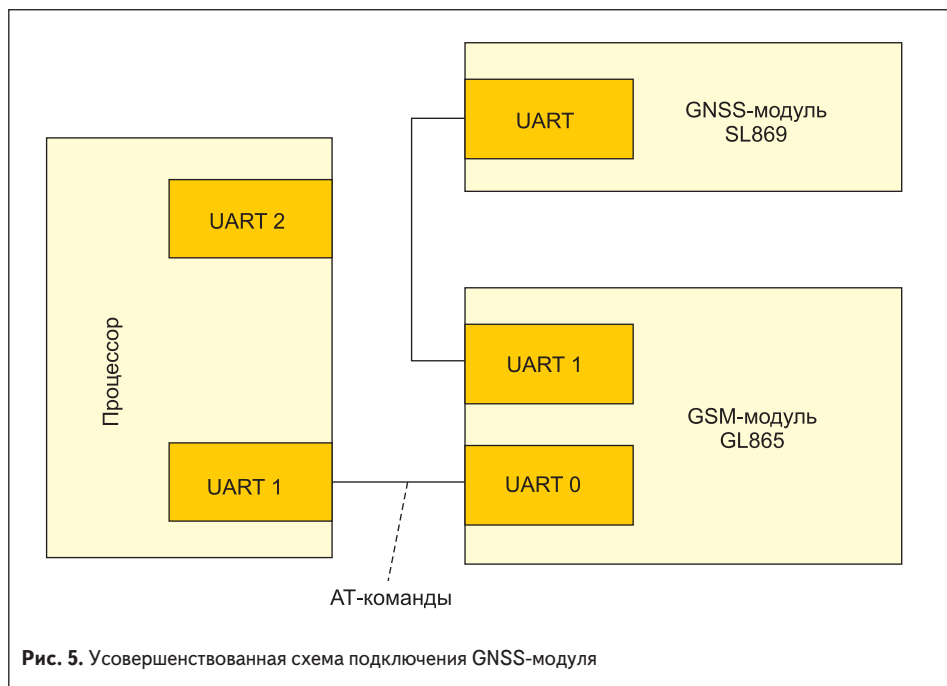 UART
GNSS-модуль
SL869
UART 2
Процессор
UART 1
GSM-модуль
GL865
UART 1
UART 0
АТ-команды
Рис. 5. Усовершенствованная схема подключения GNSS-модуля